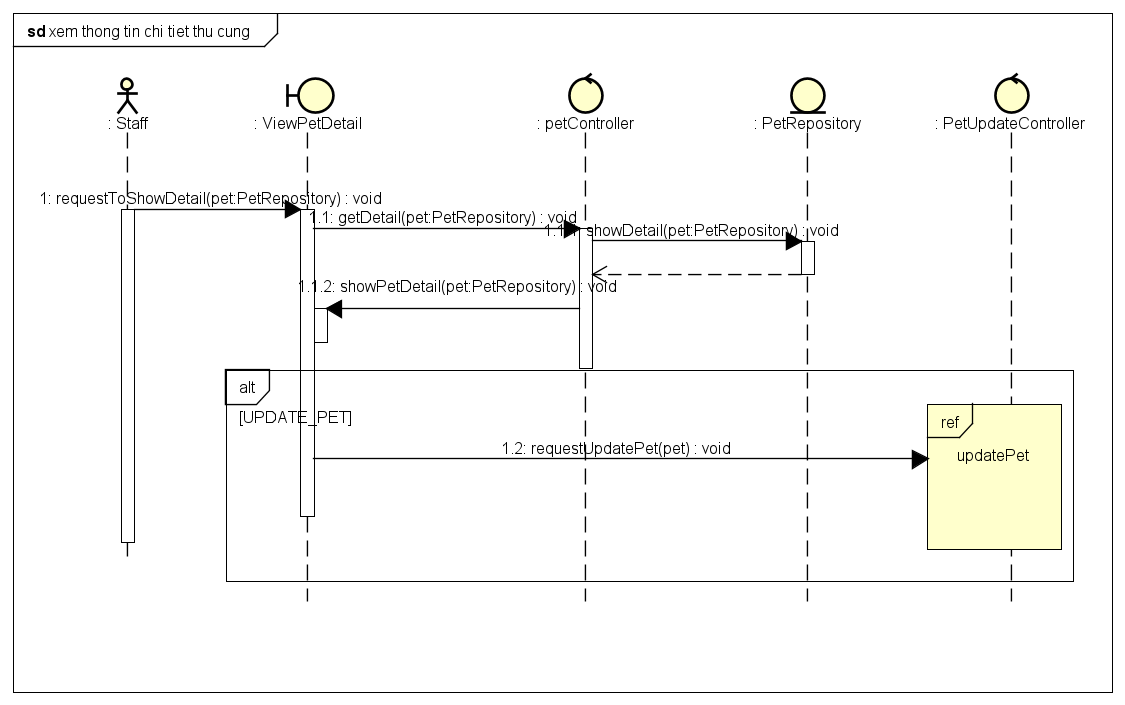 sd xem thong tin chi tiet thu cung
: Staff
: ViewPetDetail
: petController
: PetRepository
: PetUpdateController
1: requestToShowDetail(pet:PetRepository) : void
1.1: getDetail(pet:PetRepository) : void
1.1.1: showDetail(pet:PetRepository) : void
1.1.2: showPetDetail(pet:PetRepository) : void
alt
[UPDATE_PET]
ref
1.2: requestUpdatePet(pet) : void
updatePet